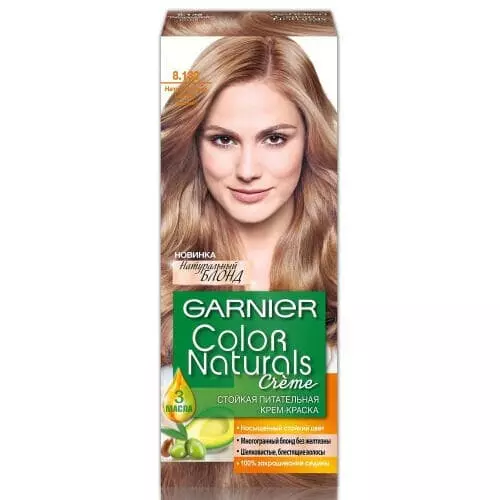 8.132
НОВИНКА
Натуральный
БЛОНД
GARNIER
Color
Naturals
Crème
СТОЙКАЯ ПИТАТЕЛЬНАЯ
КРЕМ-КРАСКА
3
МАСЛА
• Насыщенный стойкий цвет
• Многогранный блонд без желтизны
• Шелковистые, блестящие волосы
• 100% закрашивание седины